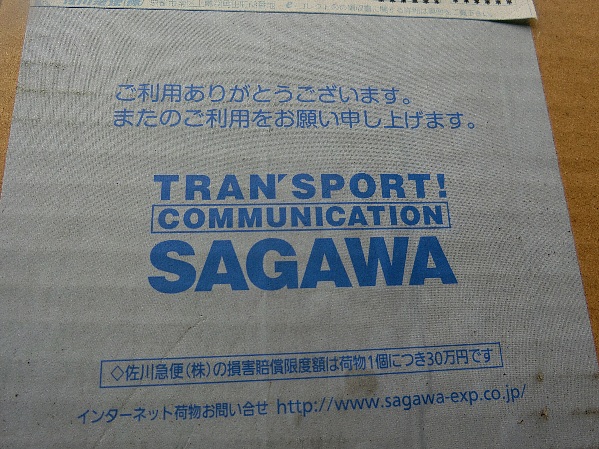 ご利用ありがとうございます。
またのご利用をお願い申し上げます。
TRAN'SPORT!
COMMUNICATION
SAGAWA
◇佐川急便(株)の損害賠償限度額は荷物1個につき30万円です
インターネット荷物お問い合せ http://www.sagawa-exp.co.jp/